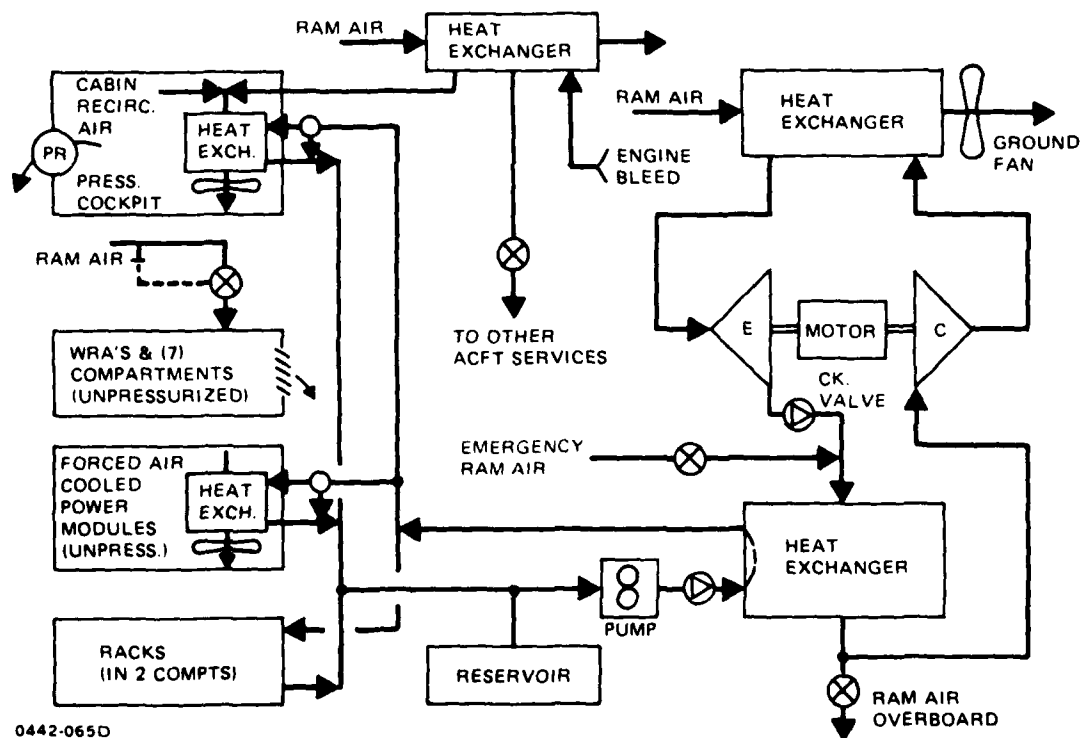 RAM AIR
HEAT
EXCHANGER
CABIN
RECIRC.
AIR
HEAT
EXCH.
PR
PRESS.
COCKPIT
RAM AIR
HEAT
EXCHANGER
GROUND
FAN
ENGINE
BLEED
RAM AIR
TO OTHER
ACFT SERVICES
E
MOTOR
C
CK.
VALVE
WRA'S & (7)
COMPARTMENTS
(UNPRESSURIZED)
EMERGENCY
RAM AIR
FORCED AIR
COOLED
POWER
MODULES
(UNPRESS.)
HEAT
EXCH.
HEAT
EXCHANGER
PUMP
RACKS
(IN 2 COMPTS)
RESERVOIR
RAM AIR
OVERBOARD
0442-065D